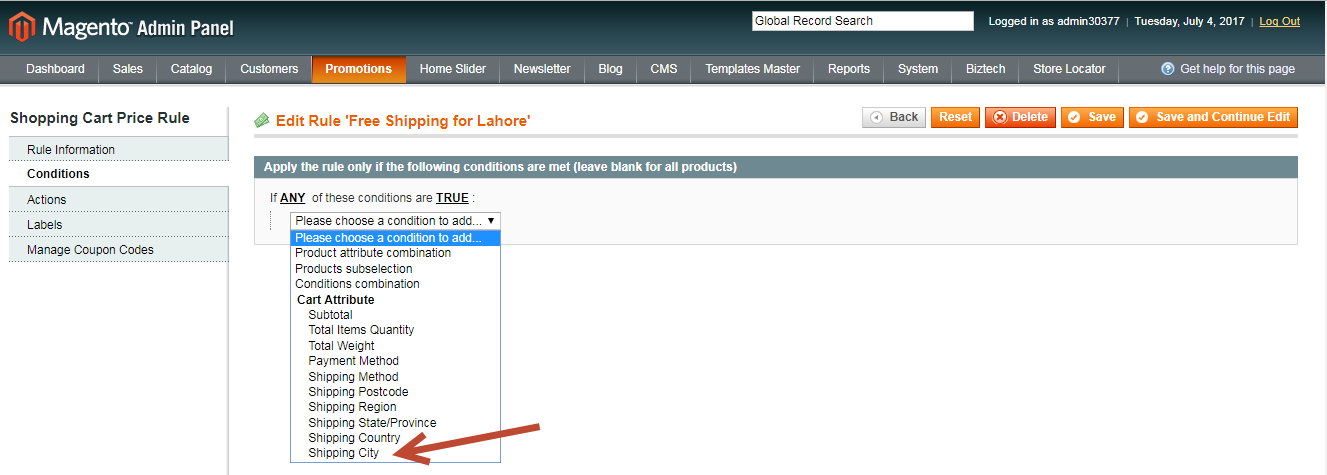 Magento™ Admin Panel
Global Record Search
Logged in as admin30377 | Tuesday, July 4, 2017 | Log Out
Dashboard Sales Catalog Customers Promotions Home Slider Newsletter Blog CMS Templates Master Reports System Biztech Store Locator Get help for this page
Shopping Cart Price Rule
Rule Information
Conditions
Actions
Labels
Manage Coupon Codes
Edit Rule 'Free Shipping for Lahore'
Back Reset Delete Save Save and Continue Edit
Apply the rule only if the following conditions are met (leave blank for all products)
If ANY of these conditions are TRUE :
Please choose a condition to add...
Please choose a condition to add...
Product attribute combination
Products subselection
Conditions combination
Cart Attribute
Subtotal
Total Items Quantity
Total Weight
Payment Method
Shipping Method
Shipping Postcode
Shipping Region
Shipping State/Province
Shipping Country
Shipping City